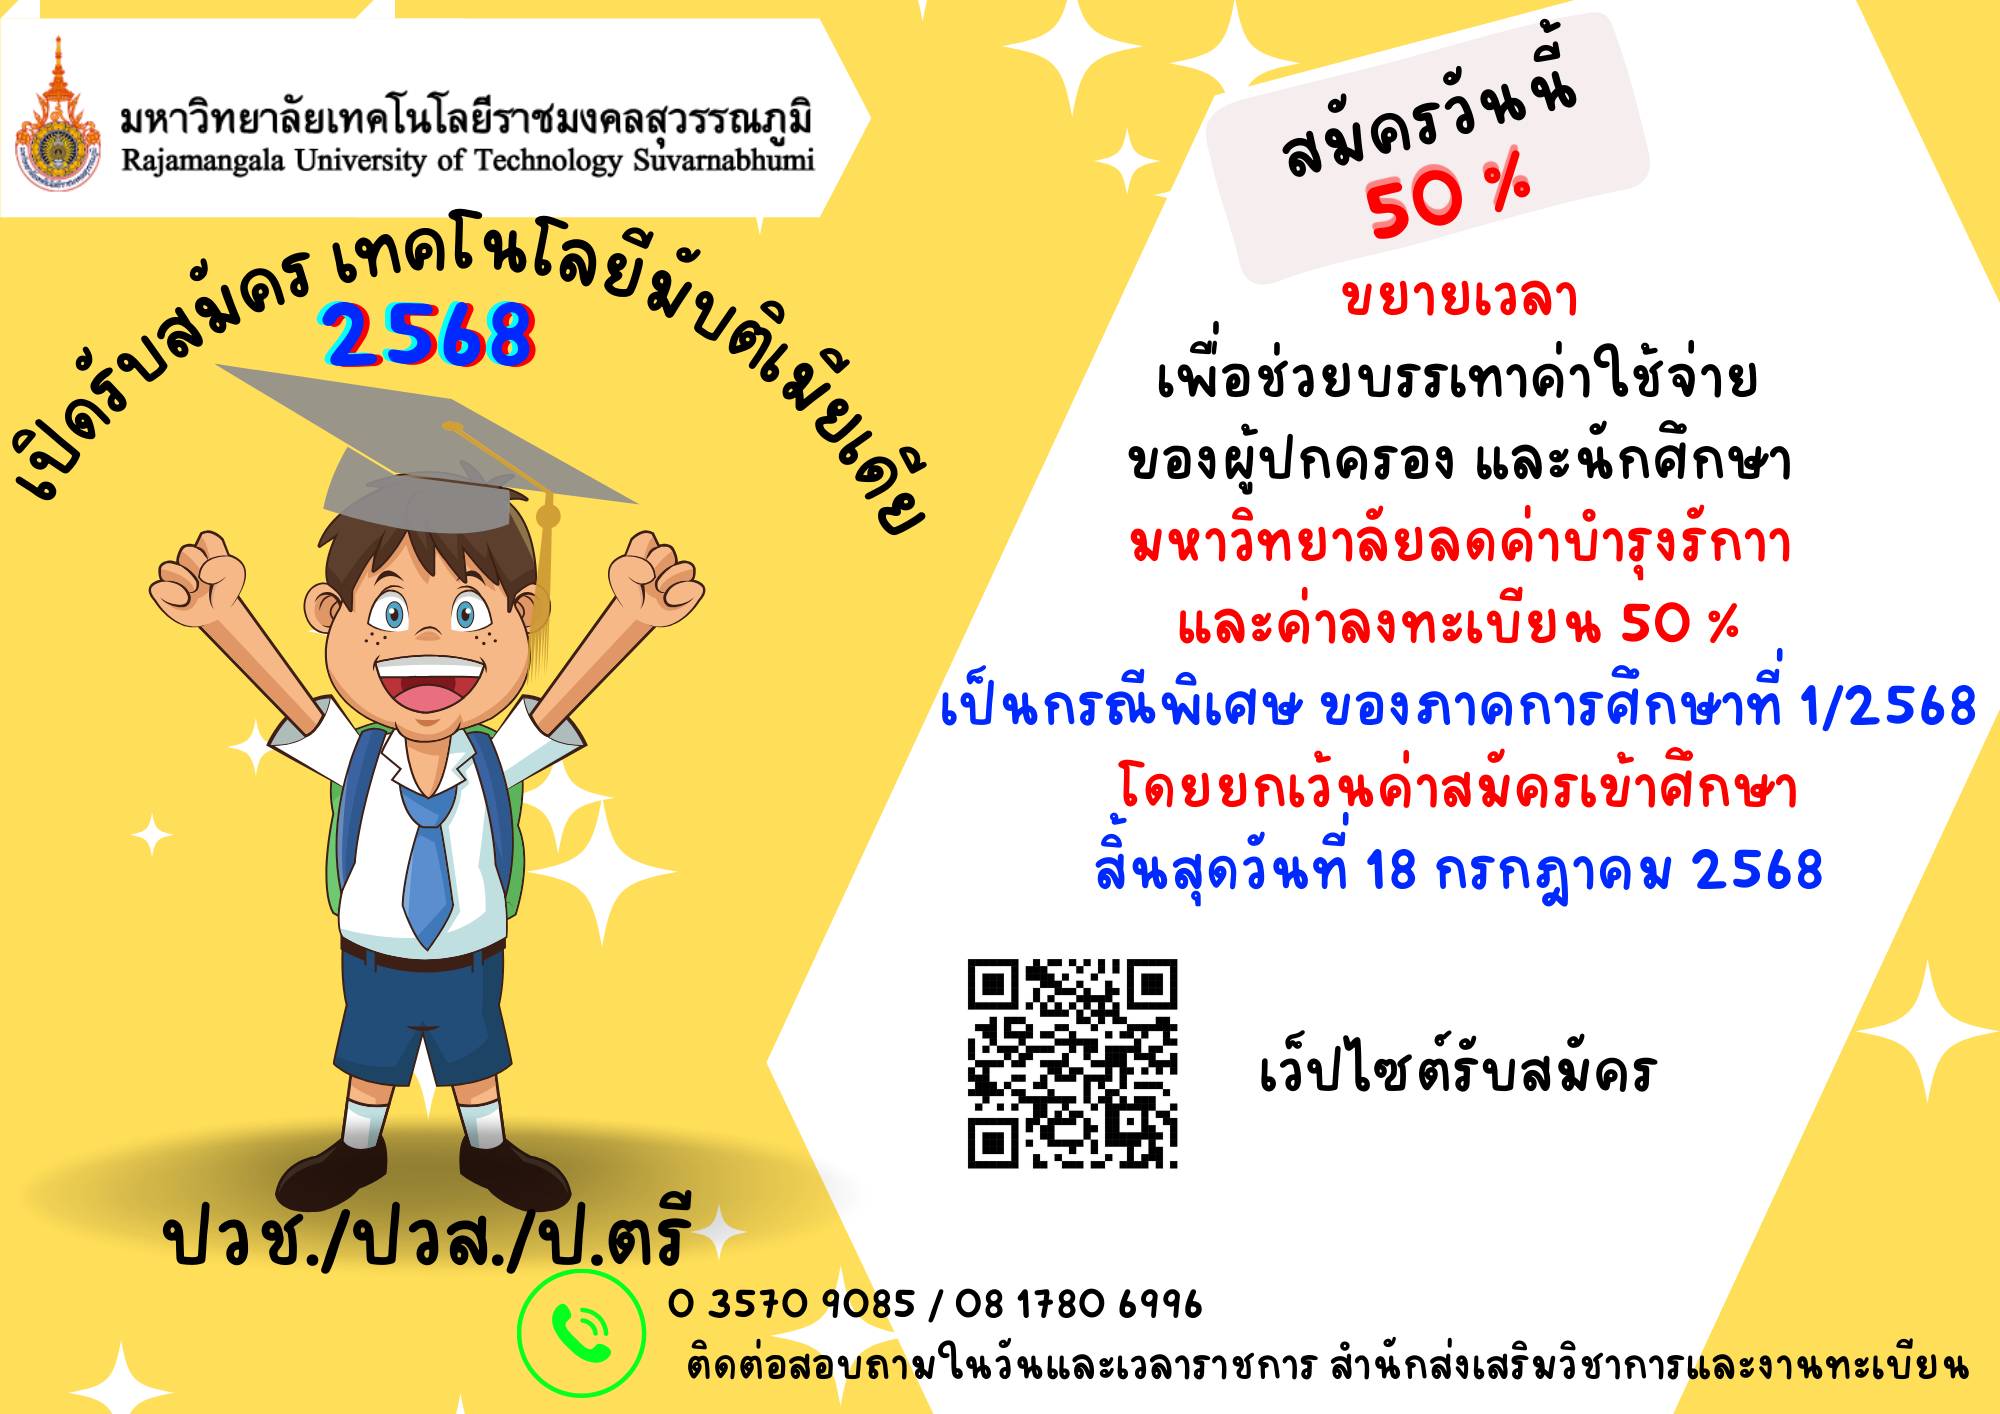 มหาวิทยาลัยเทคโนโลยีราชมงคลสุวรรณภูมิ
Rajamangala University of Technology Suvarnabhumi
เปิดรับสมัคร เทคโนโลยีมับติเมียเดีย
2568
สมัครวันนี้
50 %
ขยายเวลา
เพื่อช่วยบรรเทาค่าใช้จ่าย
ของผู้ปกครอง และนักศึกษา
มหาวิทยาลัยลดค่าบำรุงรักาา
และค่าลงทะเบียน 50 %
เป็นกรณีพิเศษ ของภาคการศึกษาที่ 1/2568
โดยยกเว้นค่าสมัครเข้าศึกษา
สิ้นสุดวันที่ 18 กรกฎาคม 2568
เว็ปไซต์รับสมัคร
ปวช./ปวส./ป.ตรี
0 3570 9085 / 08 1780 6996
ติดต่อสอบถามในวันและเวลาราชการ สำนักส่งเสริมวิชาการและงานทะเบียน